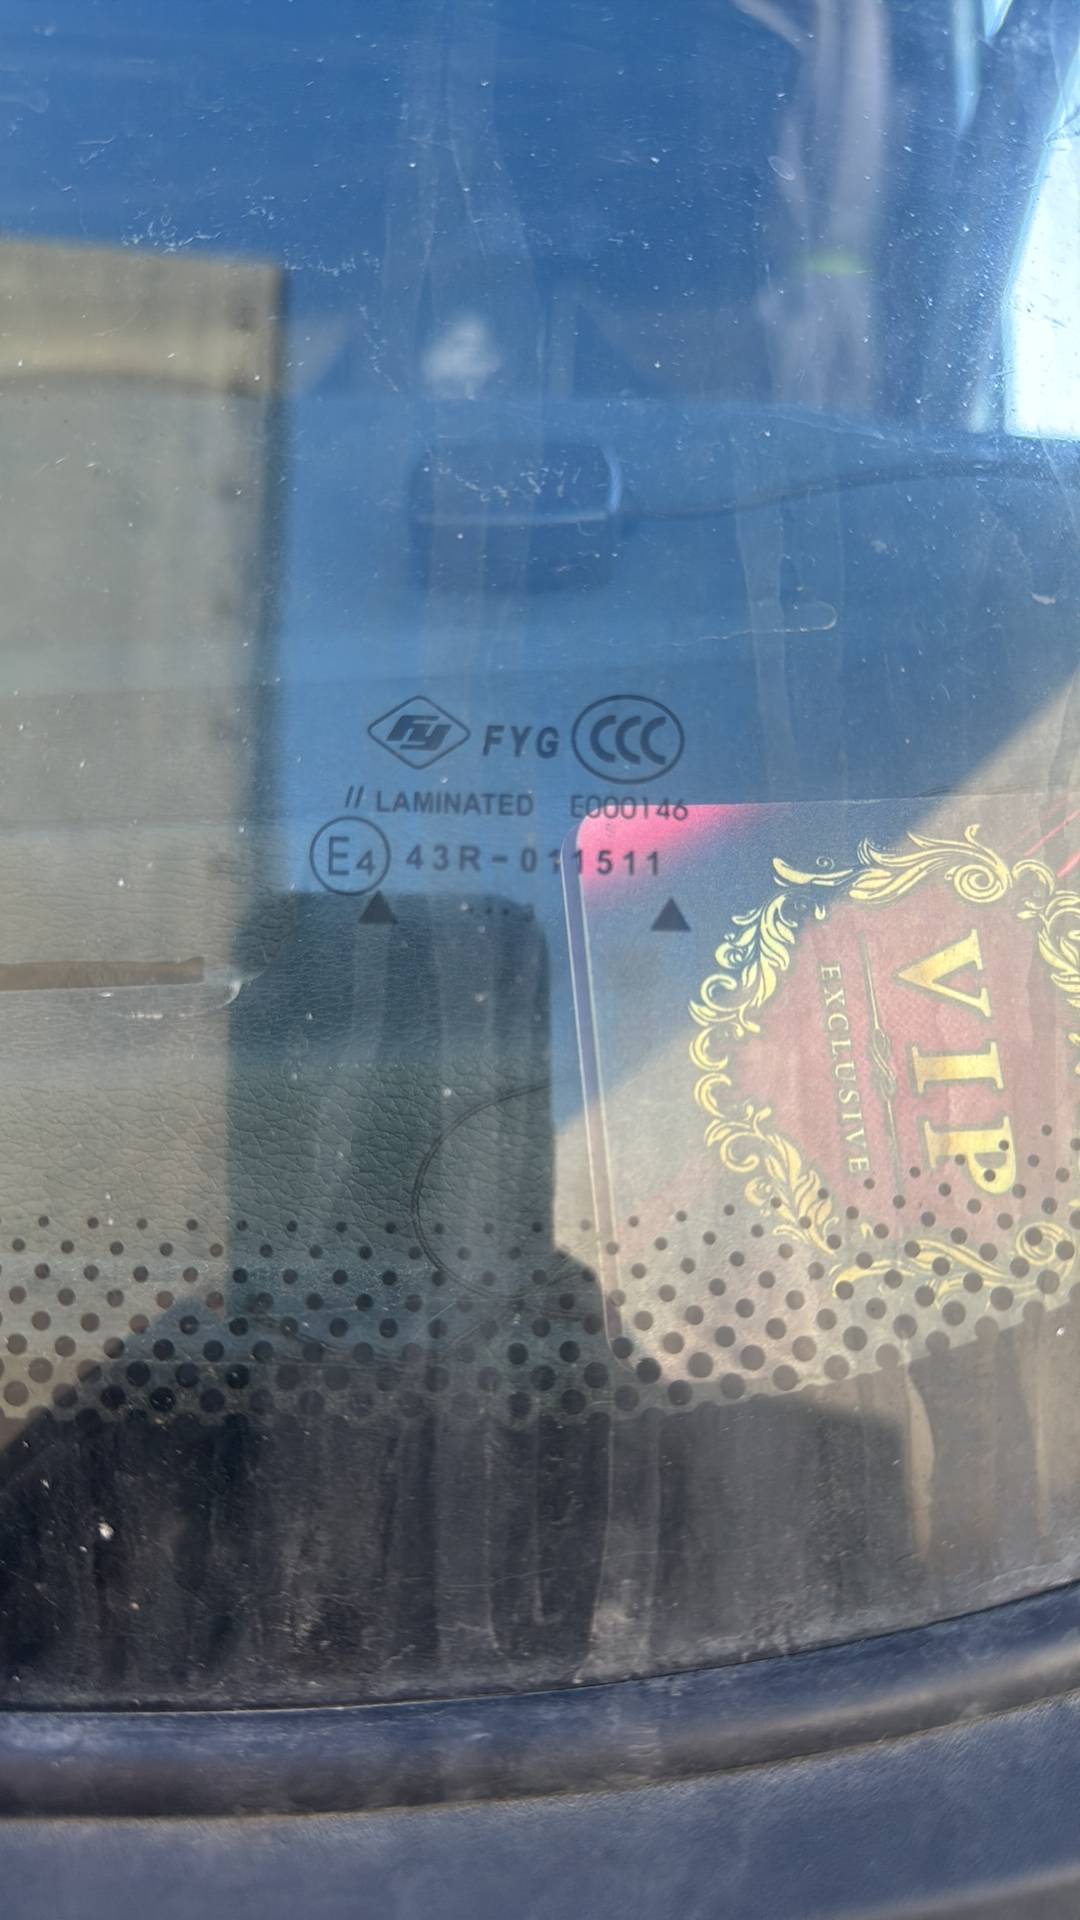 fy FYG CCC
// LAMINATED E000146
E4 43R-011511
VIP
EXCLUSIVE